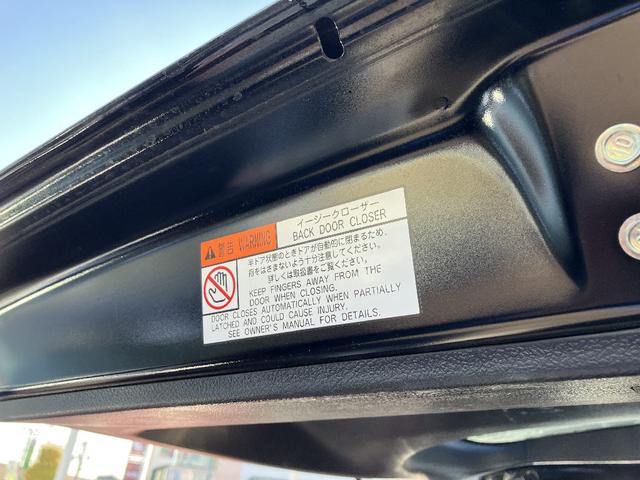 警告 WARNING
イージークローザー
BACK DOOR CLOSER
半ドア状態のときドアが自動的に閉まるため、
指をはさまないよう十分注意してください。
詳しくは取扱書をご覧ください。
KEEP FINGERS AWAY FROM THE
DOOR WHEN CLOSING.
DOOR CLOSES AUTOMATICALLY WHEN PARTIALLY
LATCHED AND COULD CAUSE INJURY.
SEE OWNER'S MANUAL FOR DETAILS.
10